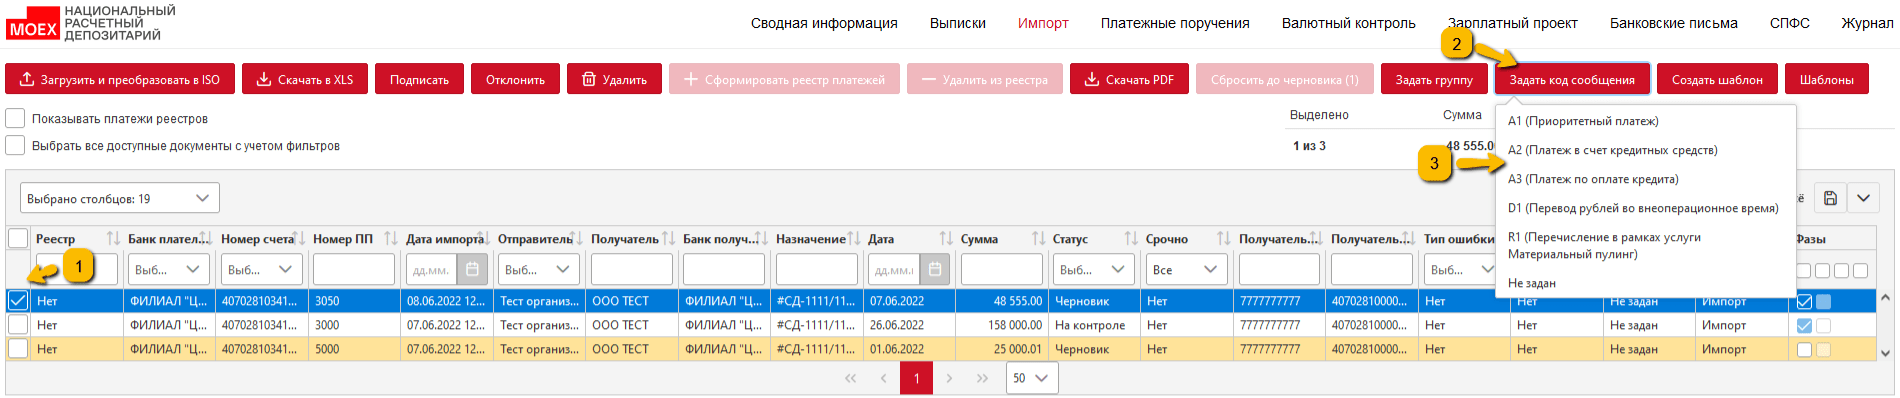 MOEX НАЦИОНАЛЬНЫЙ
РАСЧЕТНЫЙ
ДЕПОЗИТАРИЙ
Сводная информация Выписки Импорт Платежные поручения Валютный контроль Зарплатный проект Банковские письма СПФС Журнал
2
Загрузить и преобразовать в ISO Скачать в XLS Подписать Отклонить Удалить Сформировать реестр платежей Удалить из реестра Скачать PDF Сбросить до черновика (1) Задать группу Задать код сообщения Создать шаблон Шаблоны
Показывать платежи реестров
Выделено Сумма
Выбрать все доступные документы с учетом фильтров
1 из 3 48 555.0
A1 (Приоритетный платеж)
A2 (Платеж в счет кредитных средств)
3
A3 (Платеж по оплате кредита)
D1 (Перевод рублей во внеоперационное время)
R1 (Перечисление в рамках услуги
Материальный пулинг)
Не задан
Выбрано столбцов: 19
Реестр Банк плател... Номер счета Номер ПП Дата импорта Отправитель Получатель Банк получ... Назначение Дата Сумма Статус Срочно Получатель... Получатель... Тип ошибки Фазы
1
Выб... Выб... дд.мм. Выб... дд.мм.г Выб... Все Выб...
Нет ФИЛИАЛ "Ц... 40702810341... 3050 08.06.2022 12... Тест организ... ООО ТЕСТ ФИЛИАЛ "Ц... #СД-1111/11... 07.06.2022 48 555.00 Черновик Нет 7777777777 40702810000... Нет Нет Не задан Импорт
Нет ФИЛИАЛ "Ц... 40702810341... 3000 07.06.2022 12... Тест организ... ООО ТЕСТ ФИЛИАЛ "Ц... #СД-1111/11... 26.06.2022 158 000.00 На контроле Нет 7777777777 40702810000... Нет Нет Не задан Импорт
Нет ФИЛИАЛ "Ц... 40702810341... 5000 07.06.2022 12... Тест организ... ООО ТЕСТ ФИЛИАЛ "Ц... #СД-1111/11... 01.06.2022 25 000.01 Черновик Нет 7777777777 40702810000... Нет Нет Не задан Импорт
1 50